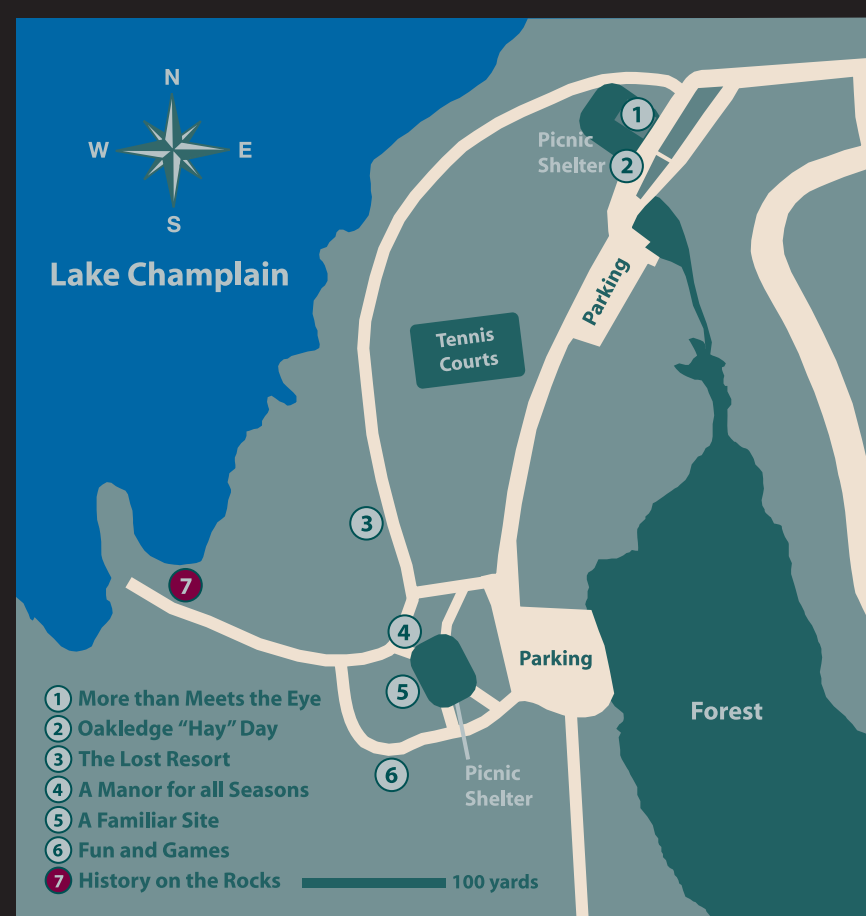 N
W
E
S
Lake Champlain
1
Picnic
Shelter
2
Parking
Tennis
Courts
3
7
4
Parking
5
Forest
6
Picnic
Shelter
1 More than Meets the Eye
2 Oakledge “Hay” Day
3 The Lost Resort
4 A Manor for all Seasons
5 A Familiar Site
6 Fun and Games
7 History on the Rocks
100 yards